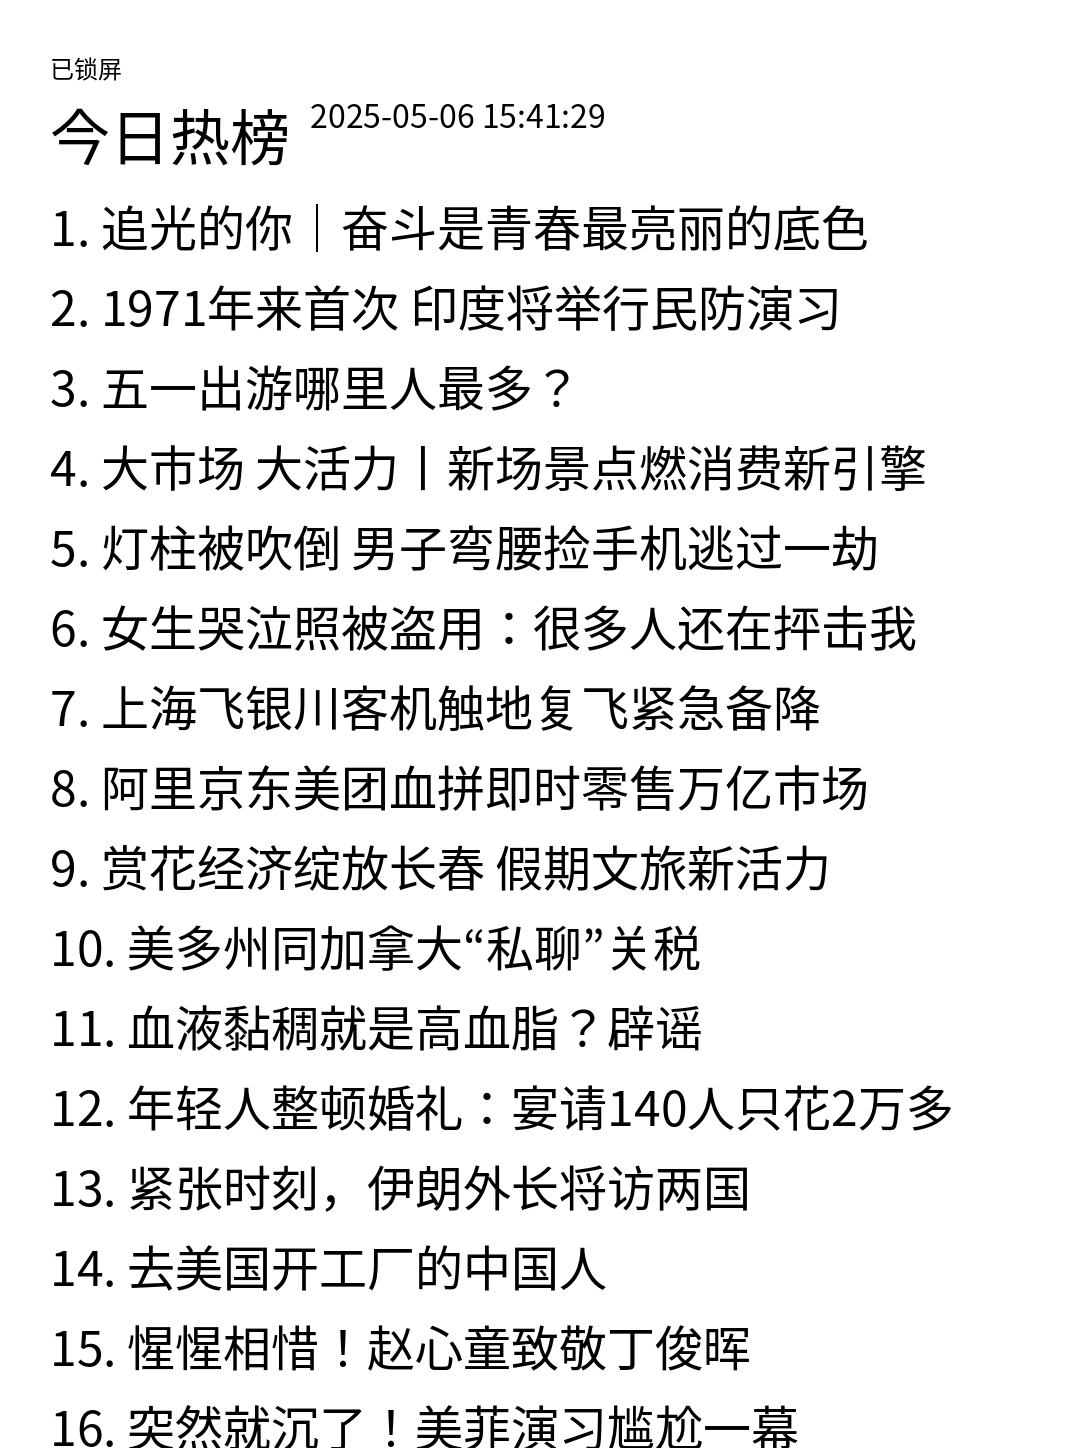 已锁屏
今日热榜 2025-05-06 15:41:29
1. 追光的你｜奋斗是青春最亮丽的底色
2. 1971年来首次 印度将举行民防演习
3. 五一出游哪里人最多？
4. 大市场 大活力丨新场景点燃消费新引擎
5. 灯柱被吹倒 男子弯腰捡手机逃过一劫
6. 女生哭泣照被盗用：很多人还在抨击我
7. 上海飞银川客机触地复飞紧急备降
8. 阿里京东美团血拼即时零售万亿市场
9. 赏花经济绽放长春 假期文旅新活力
10. 美多州同加拿大“私聊”关税
11. 血液黏稠就是高血脂？辟谣
12. 年轻人整顿婚礼：宴请140人只花2万多
13. 紧张时刻，伊朗外长将访两国
14. 去美国开工厂的中国人
15. 惺惺相惜！赵心童致敬丁俊晖
16. 突然就沉了！美菲演习尴尬一幕